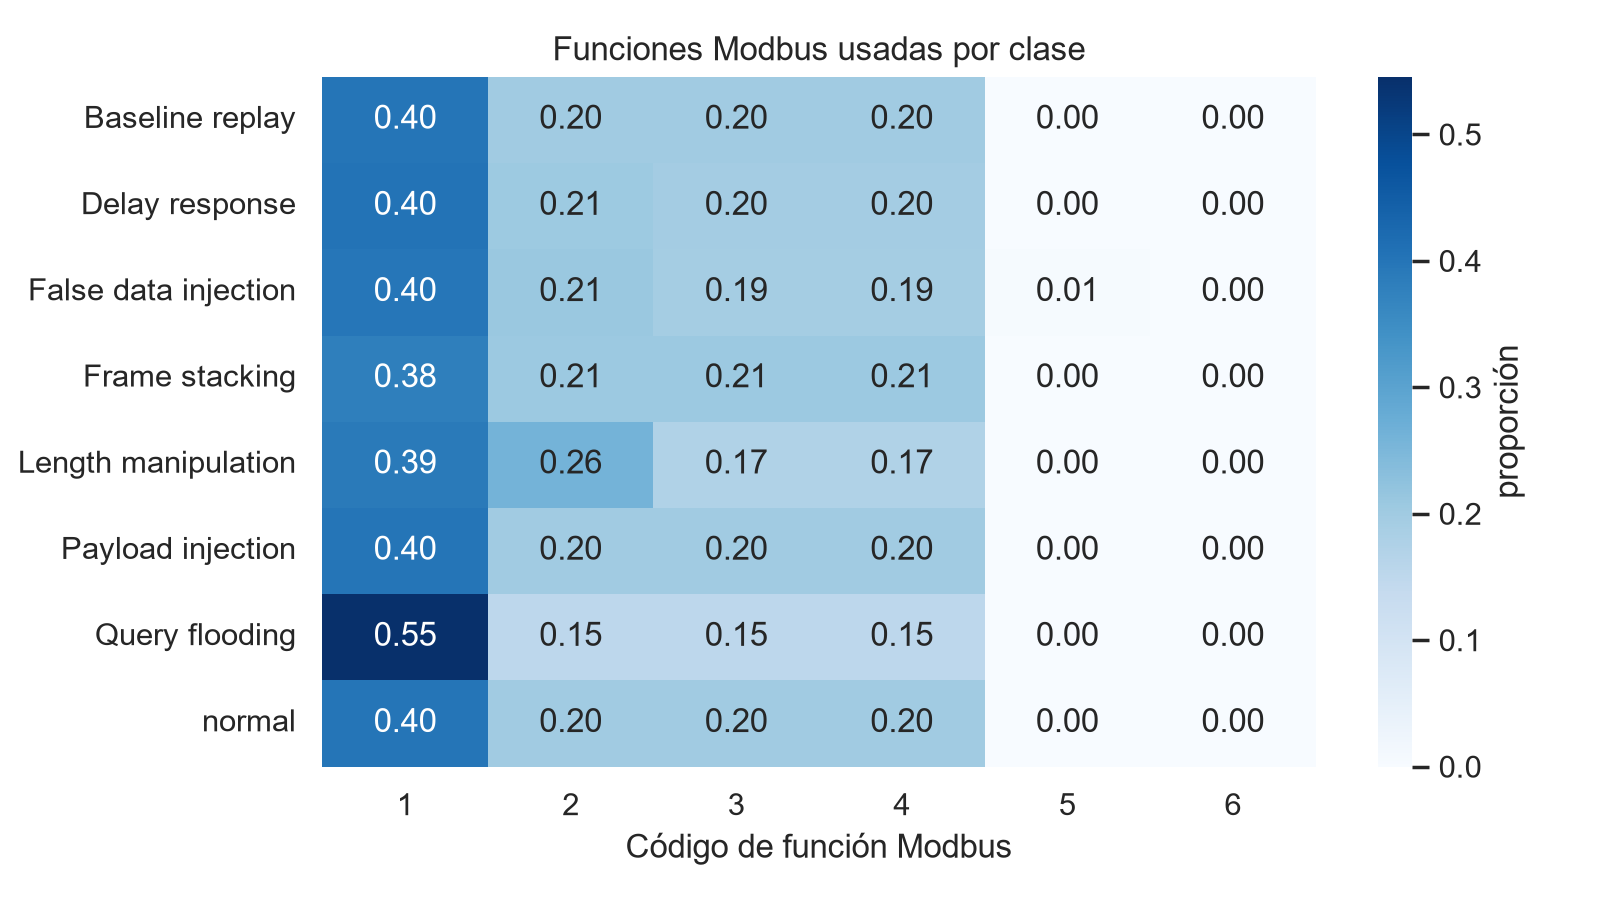 Funciones Modbus usadas por clase
Baseline replay 0.40 0.20 0.20 0.20 0.00 0.00
Delay response 0.40 0.21 0.20 0.20 0.00 0.00
False data injection 0.40 0.21 0.19 0.19 0.01 0.00
Frame stacking 0.38 0.21 0.21 0.21 0.00 0.00
Length manipulation 0.39 0.26 0.17 0.17 0.00 0.00
Payload injection 0.40 0.20 0.20 0.20 0.00 0.00
Query flooding 0.55 0.15 0.15 0.15 0.00 0.00
normal 0.40 0.20 0.20 0.20 0.00 0.00
1 2 3 4 5 6
Código de función Modbus
0.5
0.4
0.3
0.2
0.1
0.0
proporción